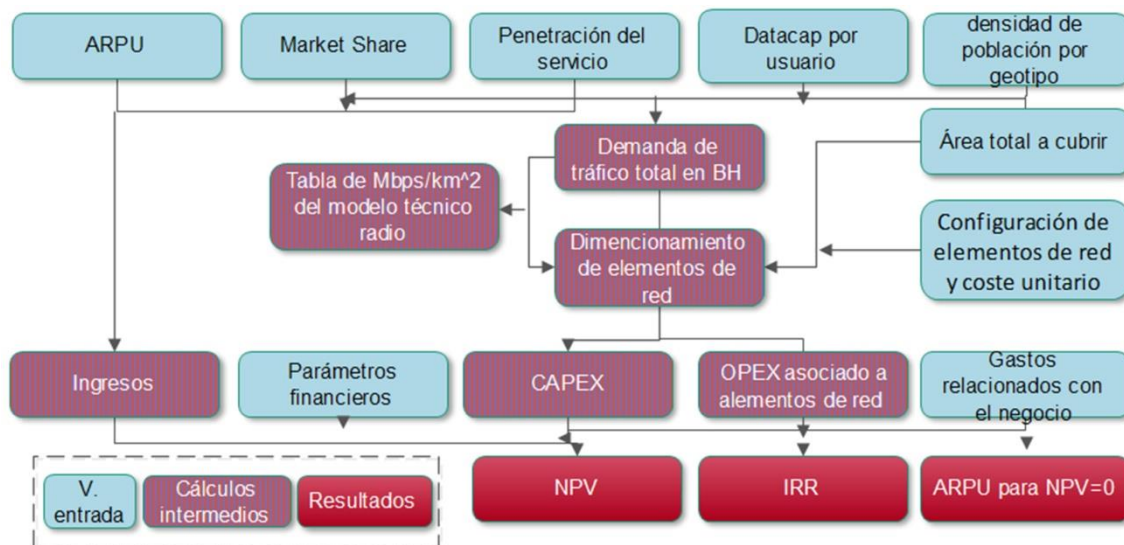 ARPU
Market Share
Penetración del
servicio
Datacap por
usuario
densidad de
población por
geotipo
Demanda de
tráfico total en BH
Área total a cubrir
Tabla de Mbps/km^2
del modelo técnico
radio
Dimencionamiento
de elementos de
red
Configuración de
elementos de red
y coste unitario
Ingresos
Parámetros
financieros
CAPEX
OPEX asociado a
alementos de red
Gastos
relacionados con
el negocio
V.
entrada
Cálculos
intermedios
Resultados
NPV
IRR
ARPU para NPV=0